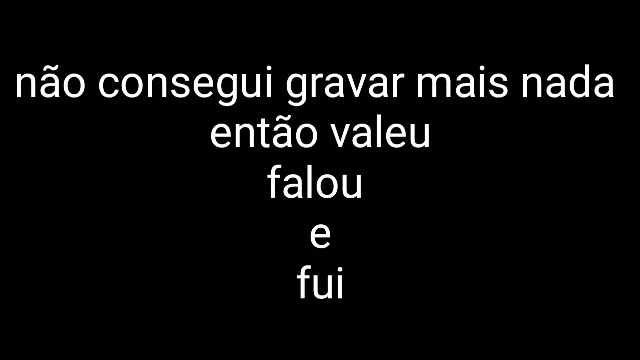 não consegui gravar mais nada
então valeu
falou
e
fui